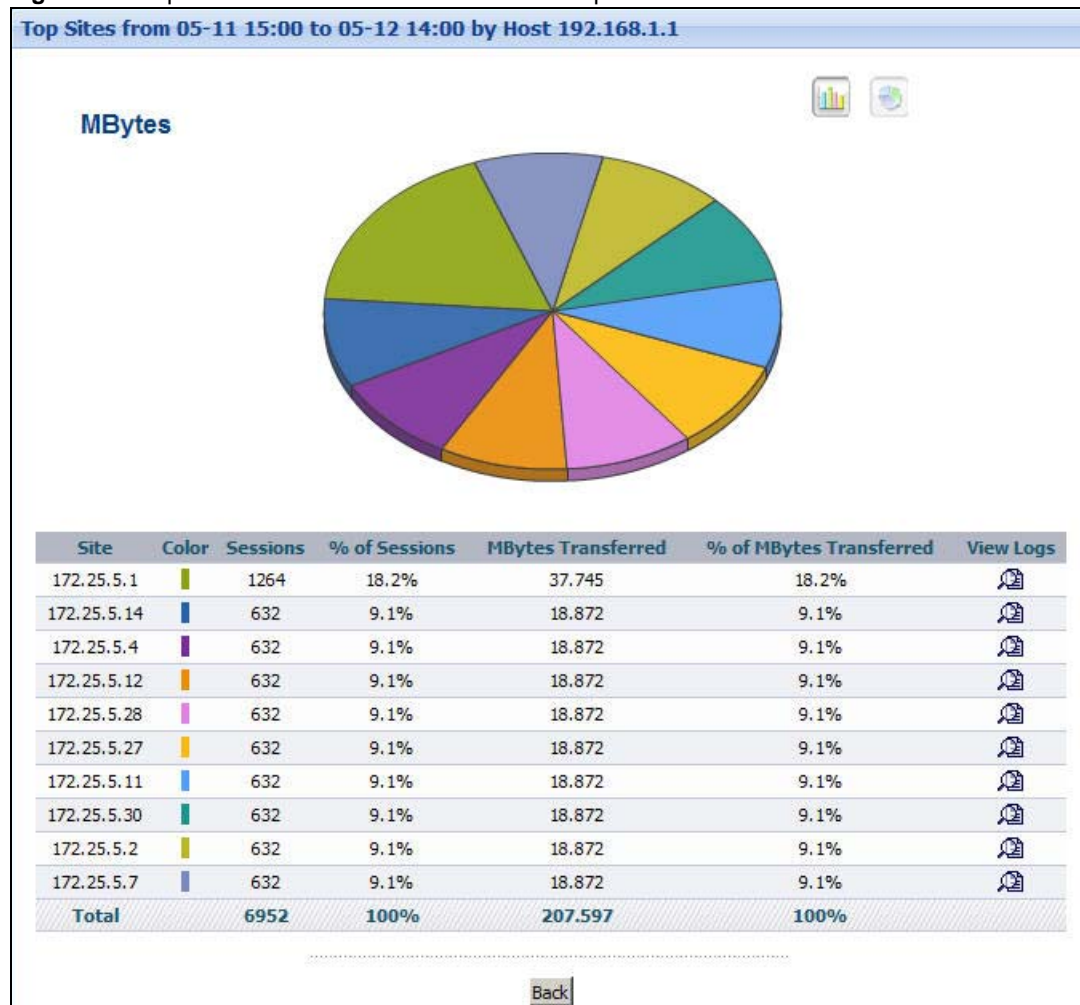 Top Sites from 05-11 15:00 to 05-12 14:00 by Host 192.168.1.1
MBytes
Site Color Sessions % of Sessions MBytes Transferred % of MBytes Transferred View Logs
172.25.5.1 1264 18.2% 37.745 18.2%
172.25.5.14 632 9.1% 18.872 9.1%
172.25.5.4 632 9.1% 18.872 9.1%
172.25.5.12 632 9.1% 18.872 9.1%
172.25.5.28 632 9.1% 18.872 9.1%
172.25.5.27 632 9.1% 18.872 9.1%
172.25.5.11 632 9.1% 18.872 9.1%
172.25.5.30 632 9.1% 18.872 9.1%
172.25.5.2 632 9.1% 18.872 9.1%
172.25.5.7 632 9.1% 18.872 9.1%
Total 6952 100% 207.597 100%
Back